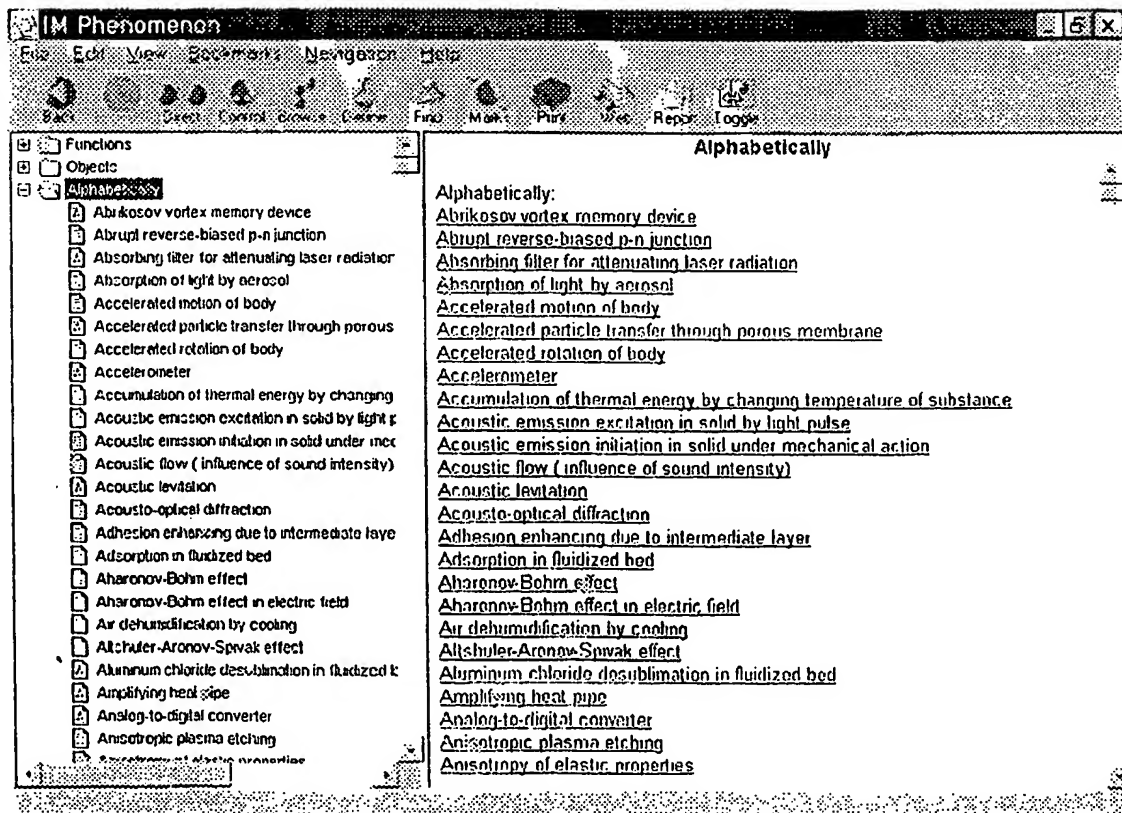 IM Phenomenon
File Edit View Bookmarks Navigation Help
Back Direct Control Browse Define Find Marks Print Web Report Toggle
Functions
Objects
Alphabetically
Abrikosov vortex memory device
Abrupt reverse-biased p-n junction
Absorbing filter for attenuating laser radiation
Absorption of light by aerosol
Accelerated motion of body
Accelerated particle transfer through porous
Accelerated rotation of body
Accelerometer
Accumulation of thermal energy by changing
Acoustic emission excitation in solid by light p
Acoustic emission initiation in solid under mec
Acoustic flow ( influence of sound intensity)
Acoustic levitation
Acousto-optical diffraction
Adhesion enhancing due to intermediate laye
Adsorption in fluidized bed
Aharonov-Bohm effect
Aharonov-Bohm effect in electric field
Air dehumidification by cooling
Altshuler-Aronov-Spivak effect
Aluminum chloride desublimation in fluidized b
Amplifying heat pipe
Analog-to-digital converter
Anisotropic plasma etching
Anisotropy of elastic properties
Alphabetically
Alphabetically:
Abrikosov vortex memory device
Abrupt reverse-biased p-n junction
Absorbing filter for attenuating laser radiation
Absorption of light by aerosol
Accelerated motion of body
Accelerated particle transfer through porous membrane
Accelerated rotation of body
Accelerometer
Accumulation of thermal energy by changing temperature of substance
Acoustic emission excitation in solid by light pulse
Acoustic emission initiation in solid under mechanical action
Acoustic flow ( influence of sound intensity)
Acoustic levitation
Acousto-optical diffraction
Adhesion enhancing due to intermediate layer
Adsorption in fluidized bed
Aharonov-Bohm effect
Aharonov-Bohm effect in electric field
Air dehumidification by cooling
Altshuler-Aronov-Spivak effect
Aluminum chloride desublimation in fluidized bed
Amplifying heat pipe
Analog-to-digital converter
Anisotropic plasma etching
Anisotropy of elastic properties